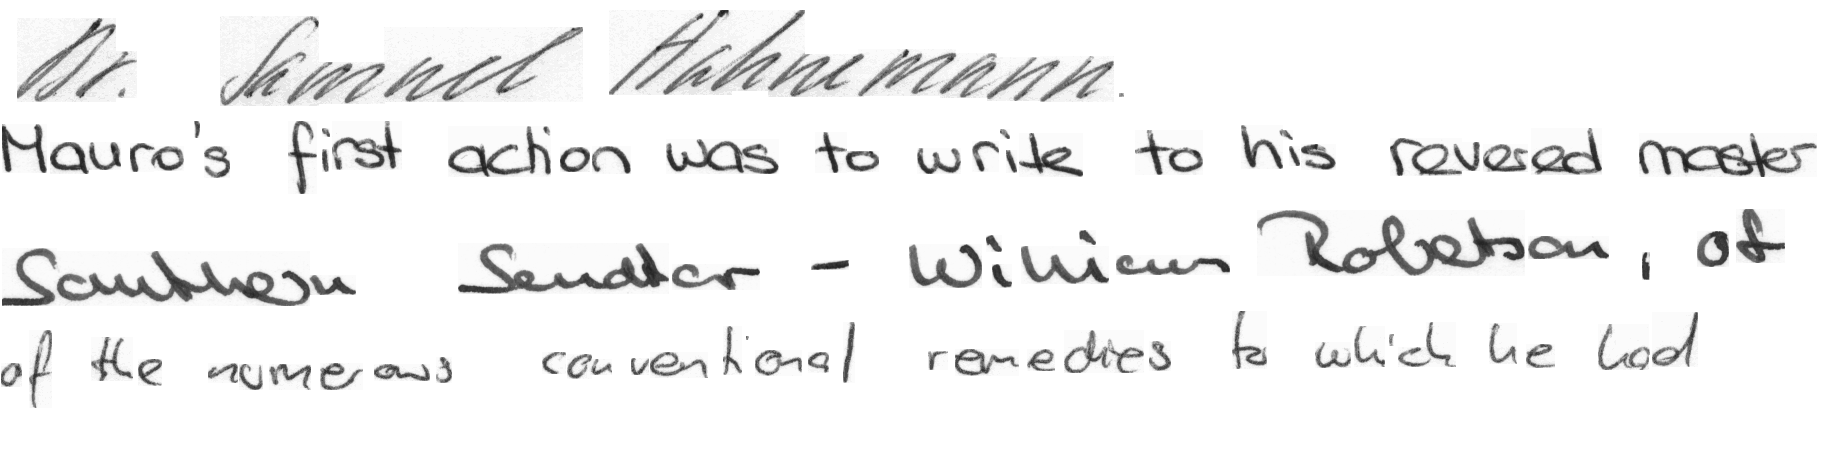 Dr. Samuel Hahnemann.
Mauro's first action was to write to his revered master
Southern Senator - William Robertson, of
of the numerous conventional remedies to which he had